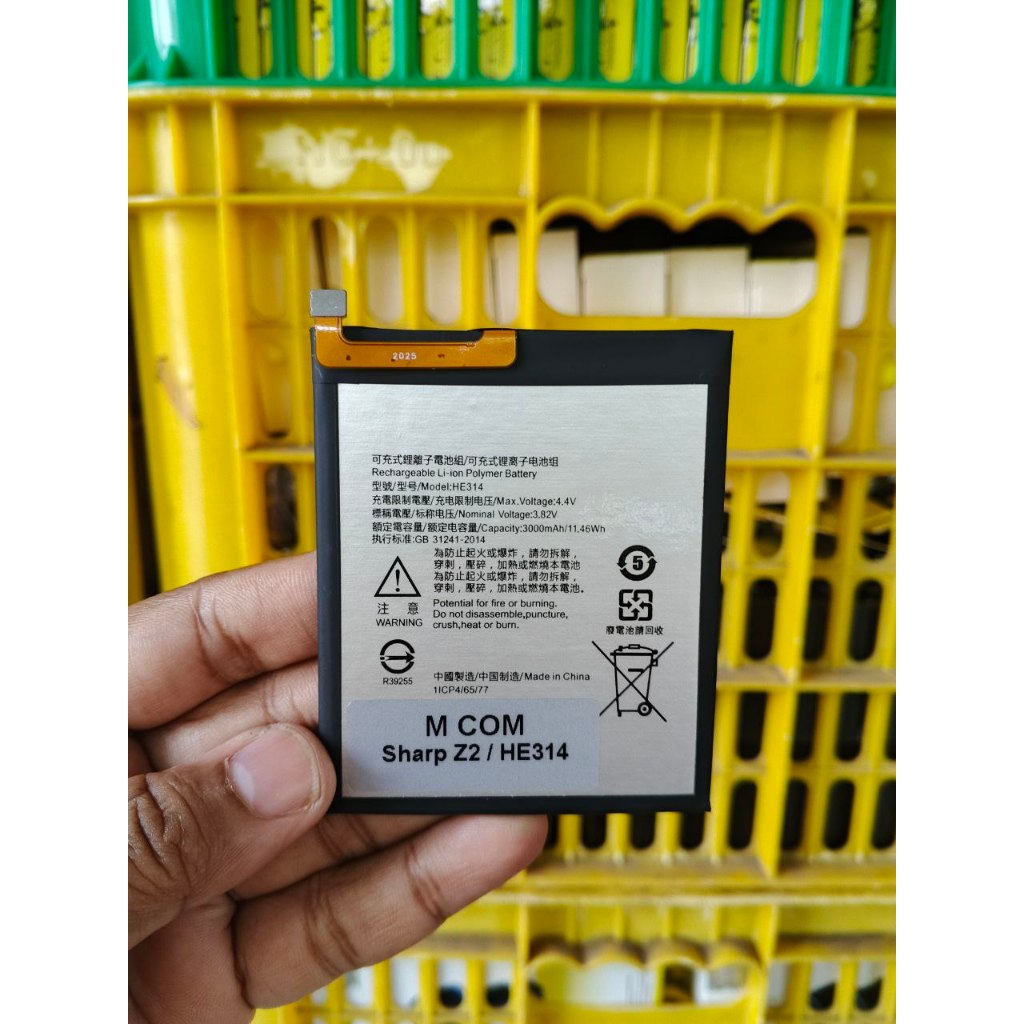 2025
可充式鋰離子電池組/可充式锂离子电池组
Rechargeable Li-ion Polymer Battery
型號/型号/Model:HE314
充電限制電壓/充电限制电压/Max.Voltage:4.4V
標稱電壓/标称电压/Nominal Voltage:3.82V
額定電容量/额定电容量/Capacity:3000mAh/11.46Wh
执行标准:GB 31241-2014
為防止起火或爆炸，請勿拆解，
穿刺，壓碎，加熱或燃燒本電池
為防止起火或爆炸，請勿拆解，
穿刺，壓碎，加熱或燃燒本電池。
注 意
WARNING
Potential for fire or burning.
Do not disassemble,puncture,
crush,heat or burn.
5
廢電池請回收
R39255
中國製造/中国制造/Made in China
1ICP4/65/77
M COM
Sharp Z2 / HE314